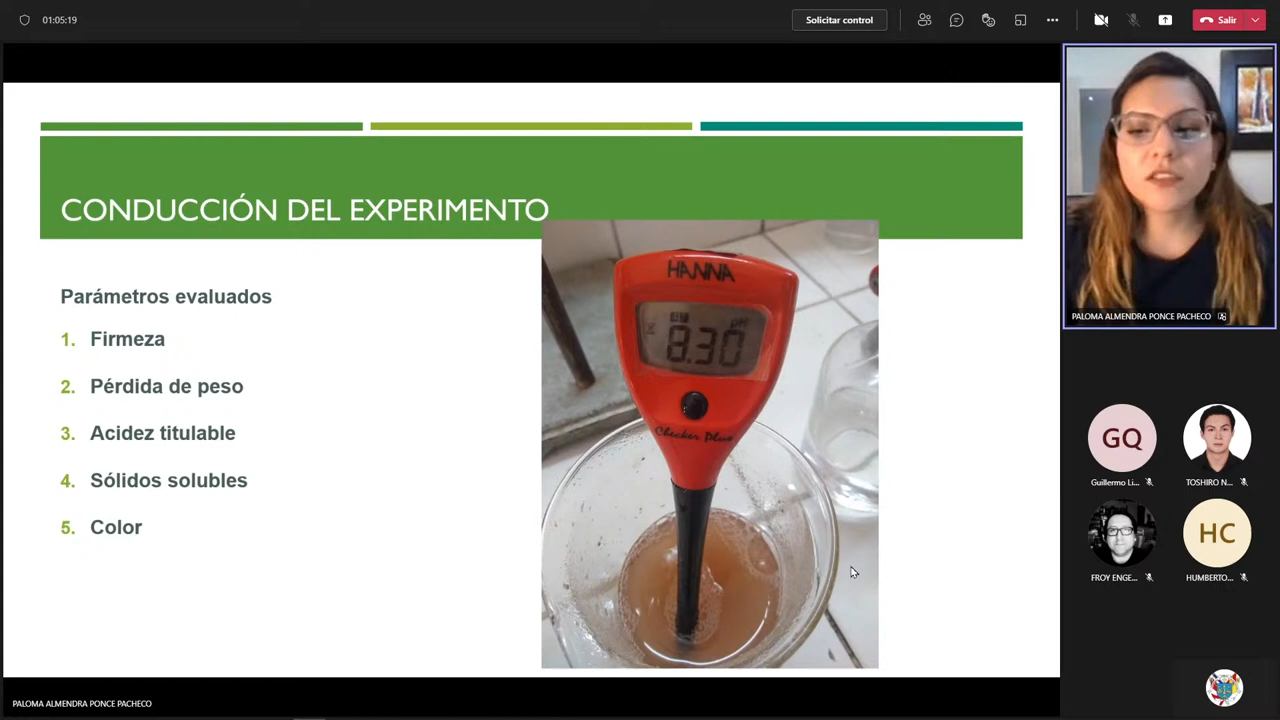 01:05:19
Solicitar control
Salir
CONDUCCIÓN DEL EXPERIMENTO
Parámetros evaluados
1. Firmeza
2. Pérdida de peso
3. Acidez titulable
4. Sólidos solubles
5. Color
HANNA
8.30 pH
Checker Plus
PALOMA ALMENDRA PONCE PACHECO
GQ
Guillermo Li...
TOSHIRO N...
FROY ENGE...
HC
HUMBERTO...
PALOMA ALMENDRA PONCE PACHECO